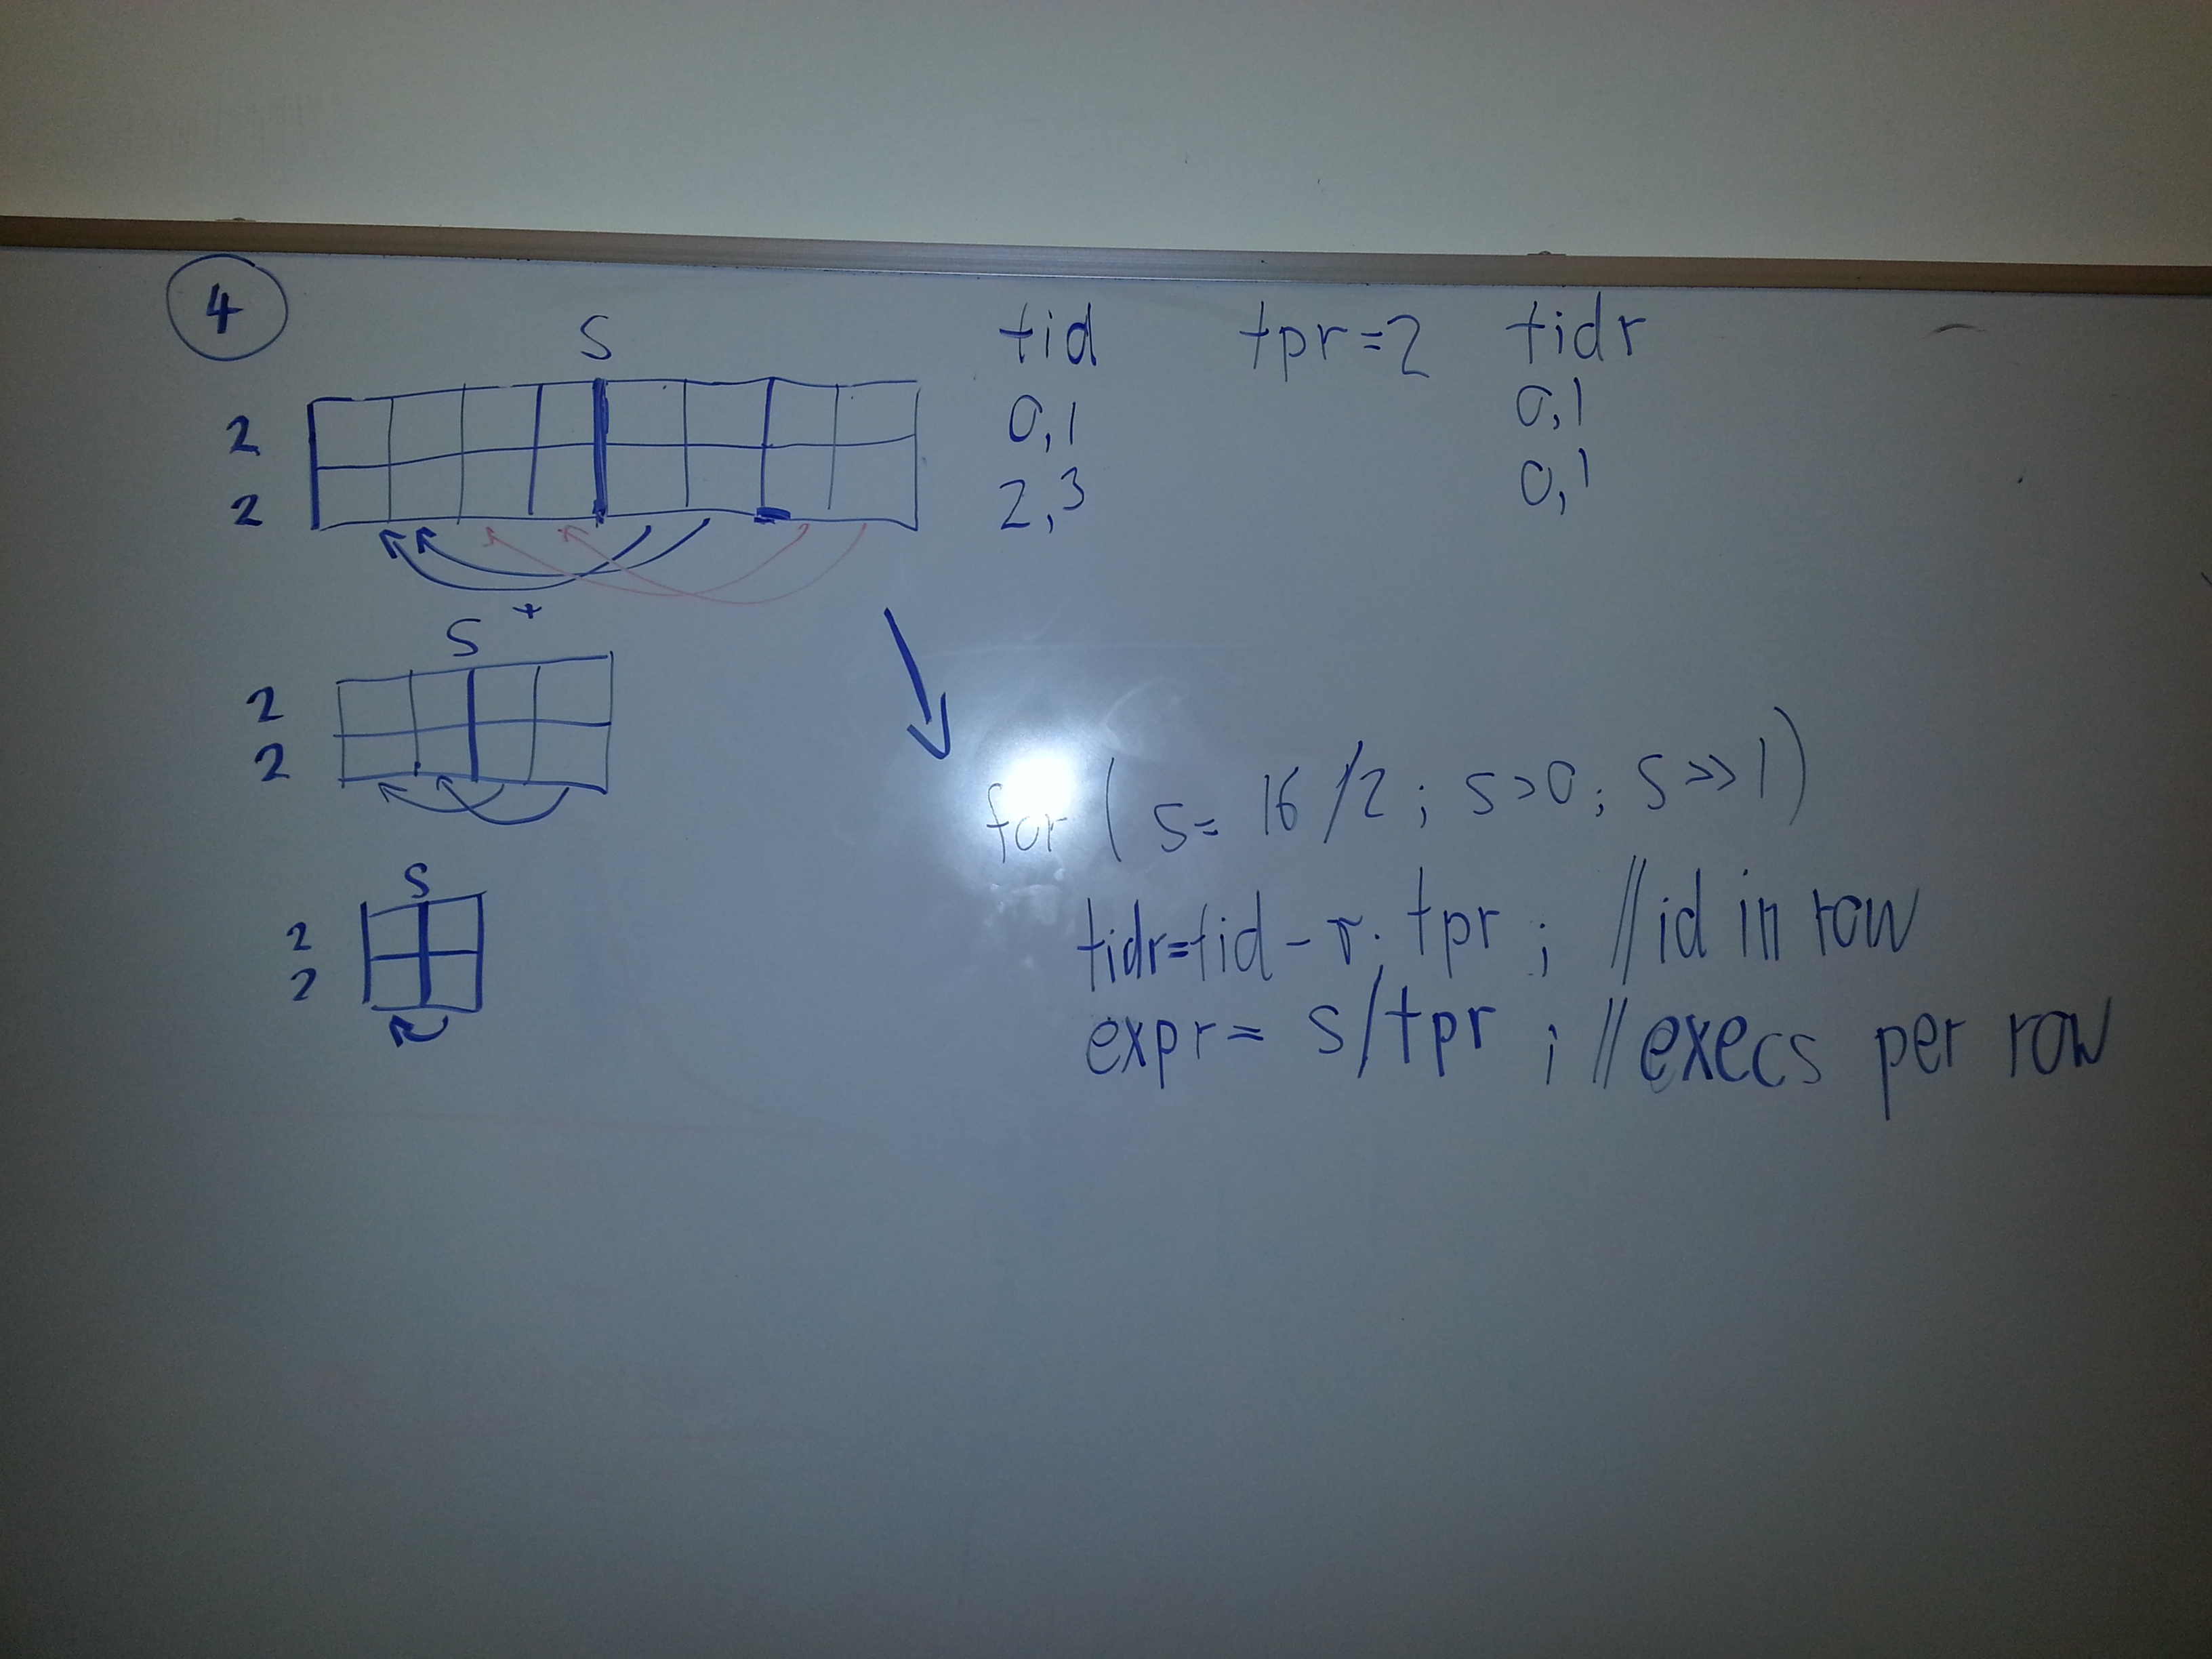 4
S
tid tpr=2 tidr
2 0,1 0,1
2 2,3 0,1
+
S
2
2
for ( s= 16/2 ; s>0 ; s>>1)
S
tidr=tid - r. tpr ; //id in row
2
2
expr= s/tpr ; //execs per row